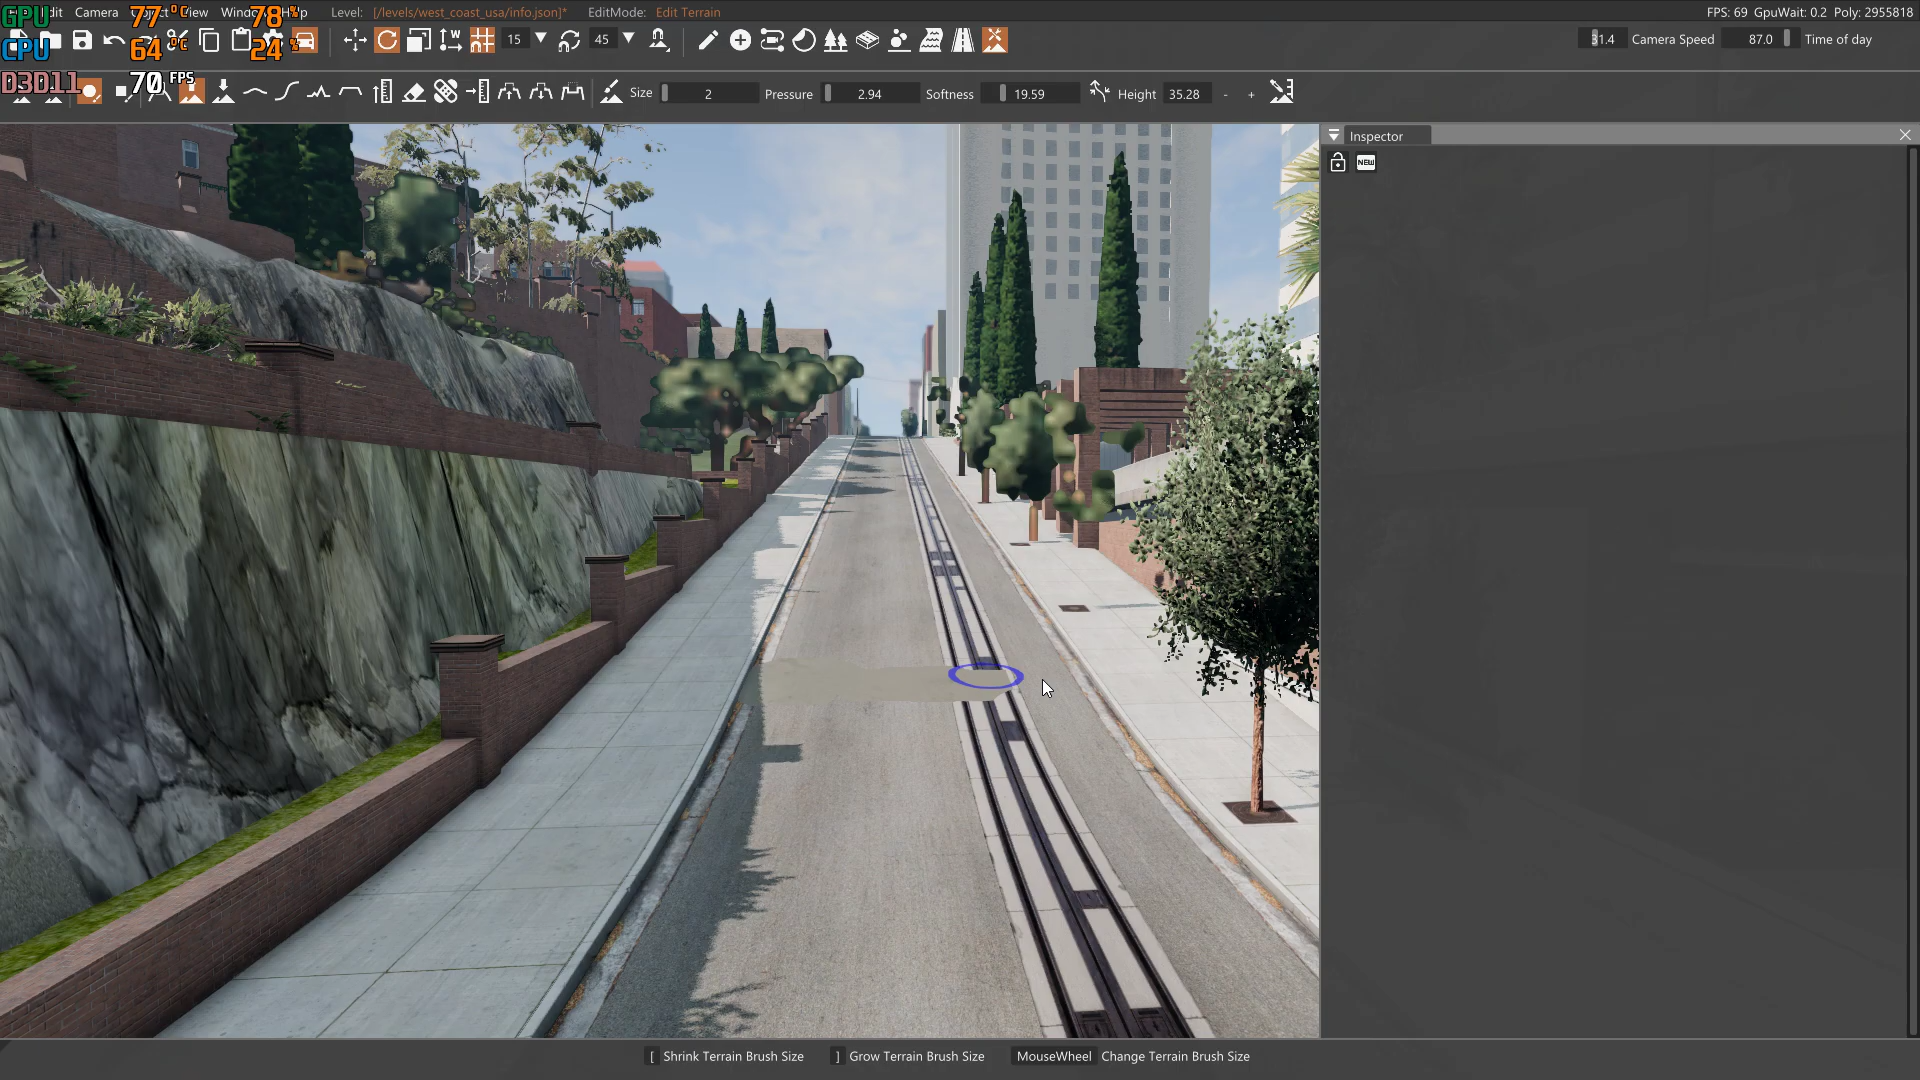 GPU 77 °C 78 %
CPU 64 °C 24 %
D3D11 70 FPS
Camera View
Level: [/levels/west_coast_usa/info.json]* EditMode: Edit Terrain
FPS: 69 GpuWait: 0.2 Poly: 2955818
15 45 31.4 Camera Speed 87.0 Time of day
Size 2 Pressure 2.94 Softness 19.59 Height 35.28 - +
Inspector
NEW
[ Shrink Terrain Brush Size ] Grow Terrain Brush Size MouseWheel Change Terrain Brush Size